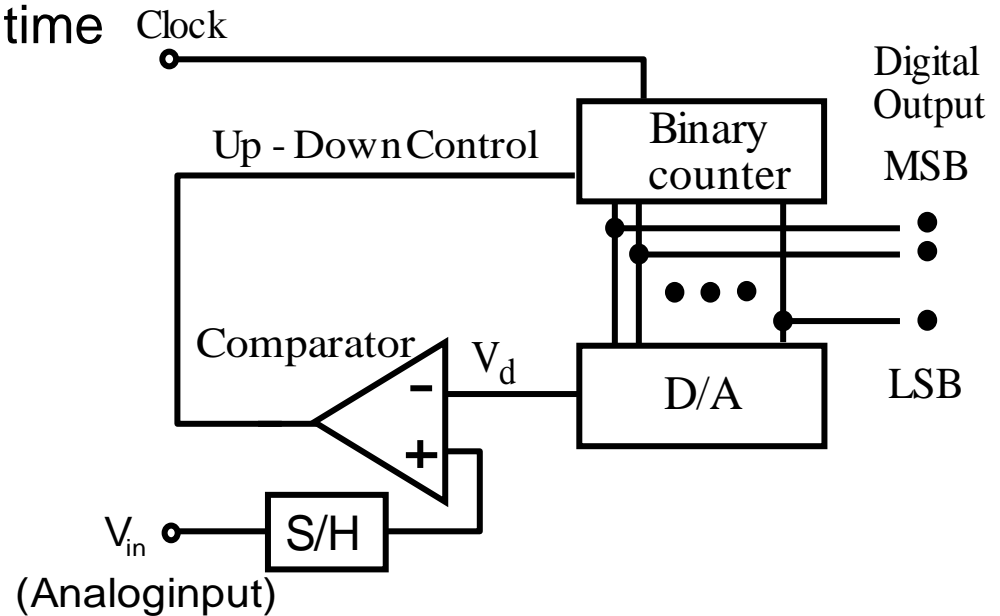 time
Clock
Digital
Output
Binary
counter
Up - Down Control
MSB
Comparator
-
V_d
D/A
LSB
+
V_in
S/H
(Analoginput)